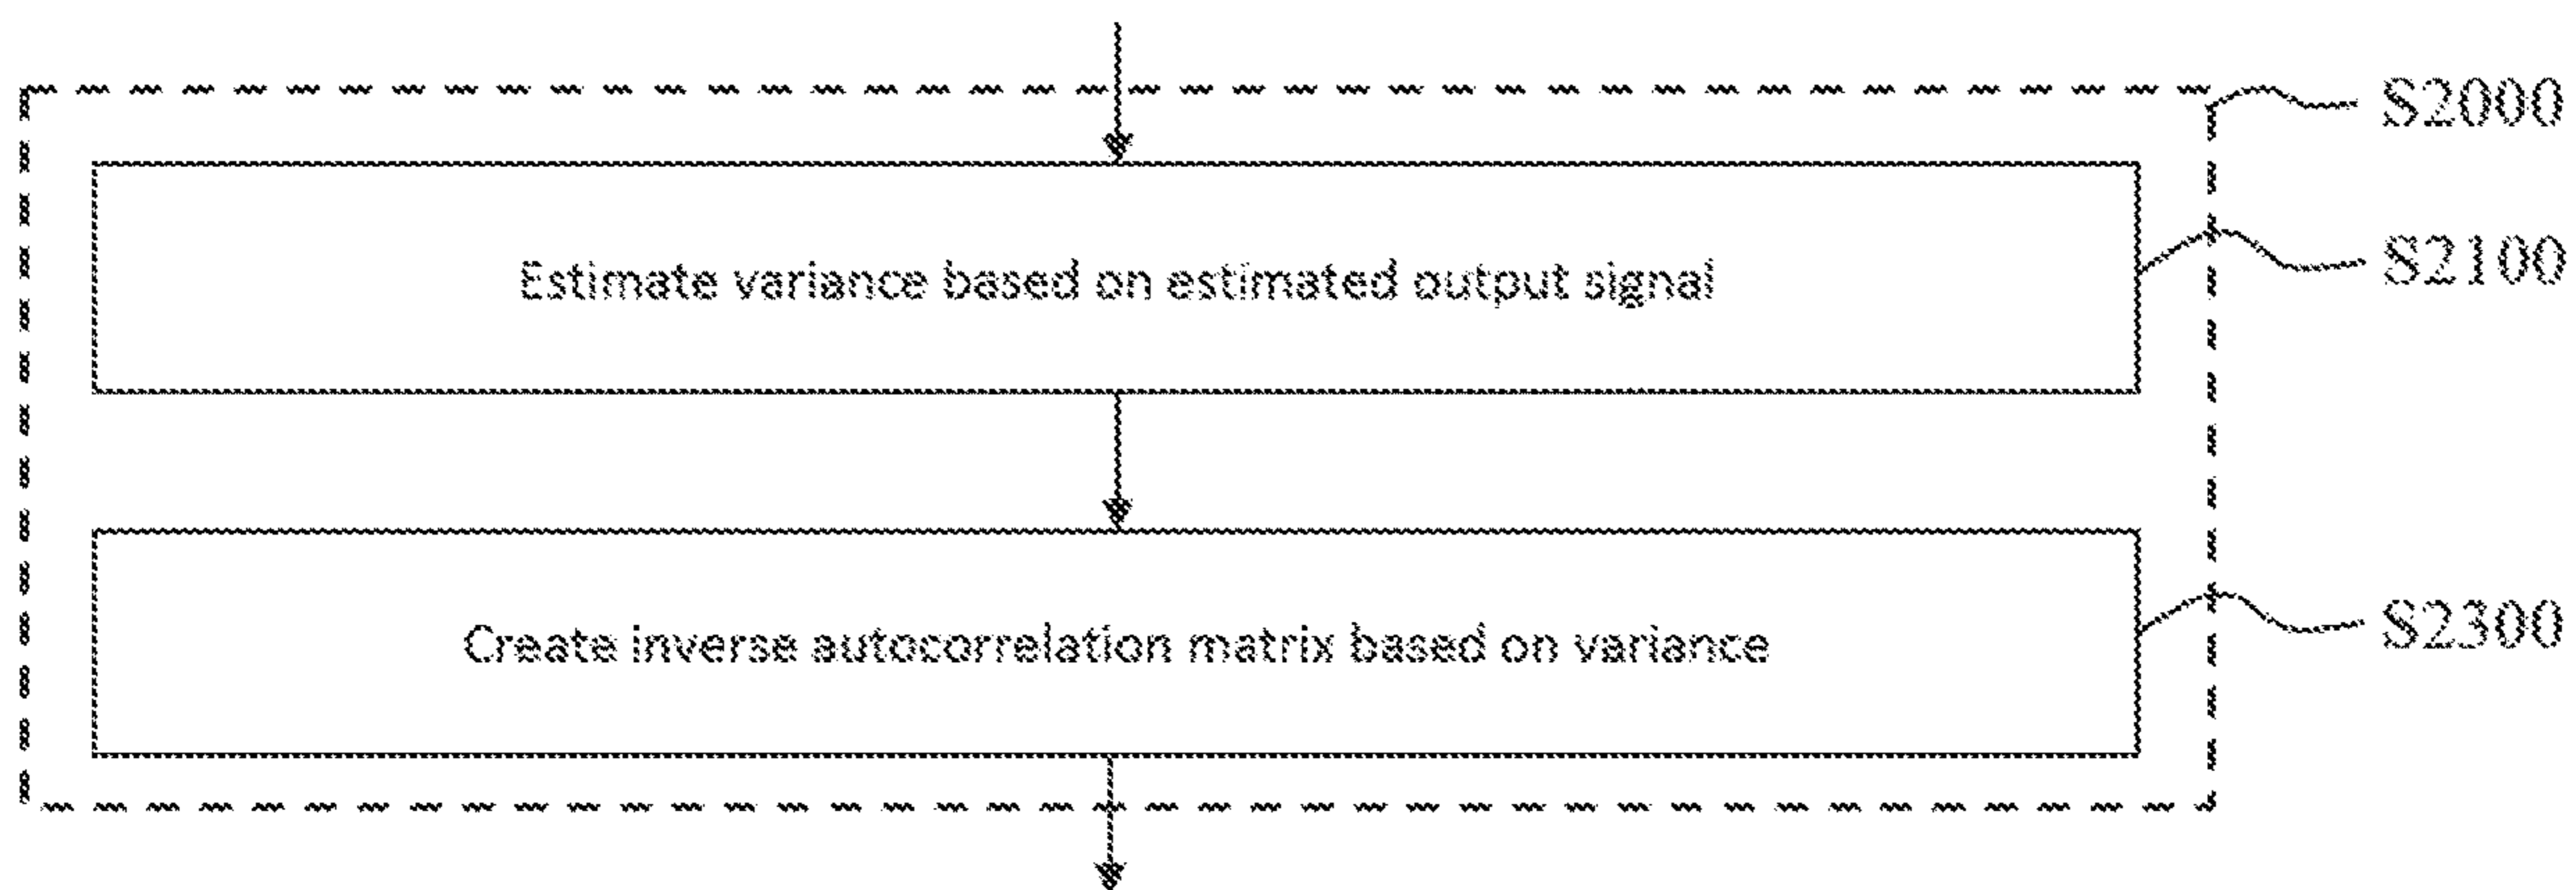 S2000
Estimate variance based on estimated output signal
S2100
Create inverse autocorrelation matrix based on variance
S2300